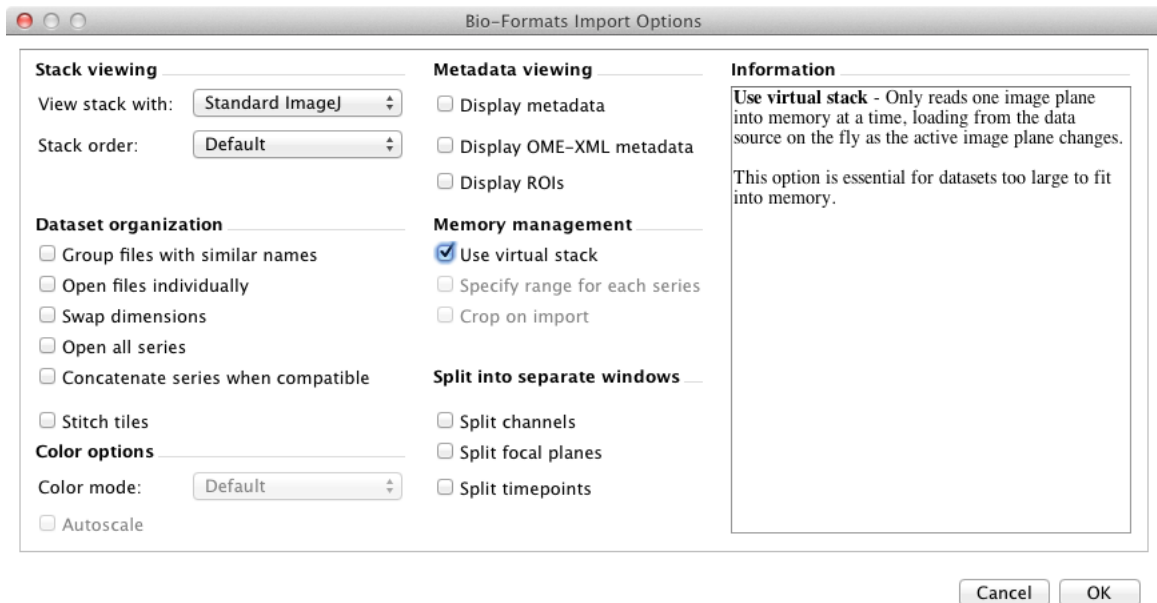 Bio-Formats Import Options
Stack viewing
View stack with: Standard ImageJ
Stack order: Default
Dataset organization
Group files with similar names
Open files individually
Swap dimensions
Open all series
Concatenate series when compatible
Stitch tiles
Color options
Color mode: Default
Autoscale
Metadata viewing
Display metadata
Display OME-XML metadata
Display ROIs
Memory management
Use virtual stack
Specify range for each series
Crop on import
Split into separate windows
Split channels
Split focal planes
Split timepoints
Information
Use virtual stack - Only reads one image plane
into memory at a time, loading from the data
source on the fly as the active image plane changes.
This option is essential for datasets too large to fit
into memory.
Cancel OK